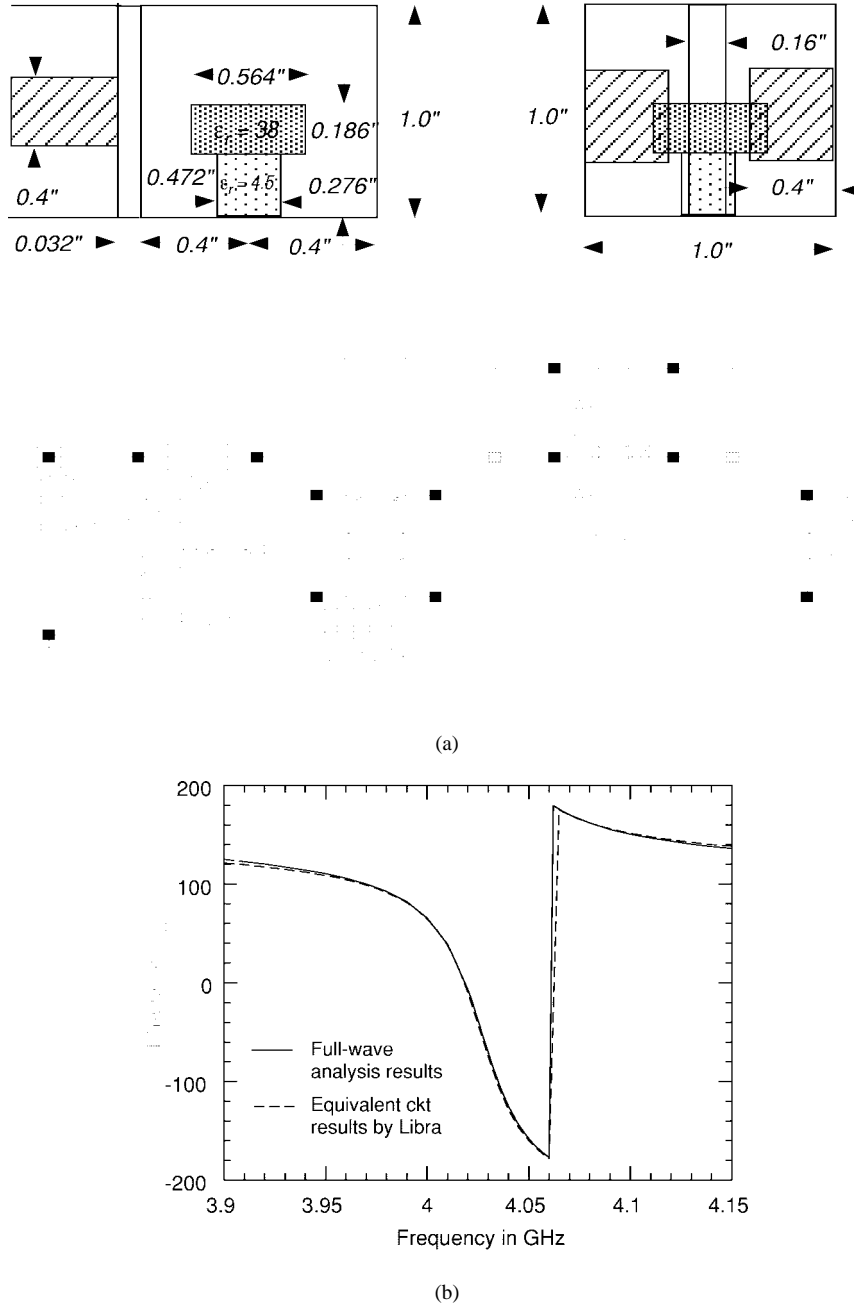 0.564"
0.16"
εr = 38
0.186"
1.0"
1.0"
0.472"
εr = 4.5
0.276"
0.4"
0.4"
0.032"
0.4"
0.4"
1.0"
(a)
200
100
0
-100
-200
Full-wave
analysis results
Equivalent ckt
results by Libra
3.9
3.95
4
4.05
4.1
4.15
Frequency in GHz
(b)